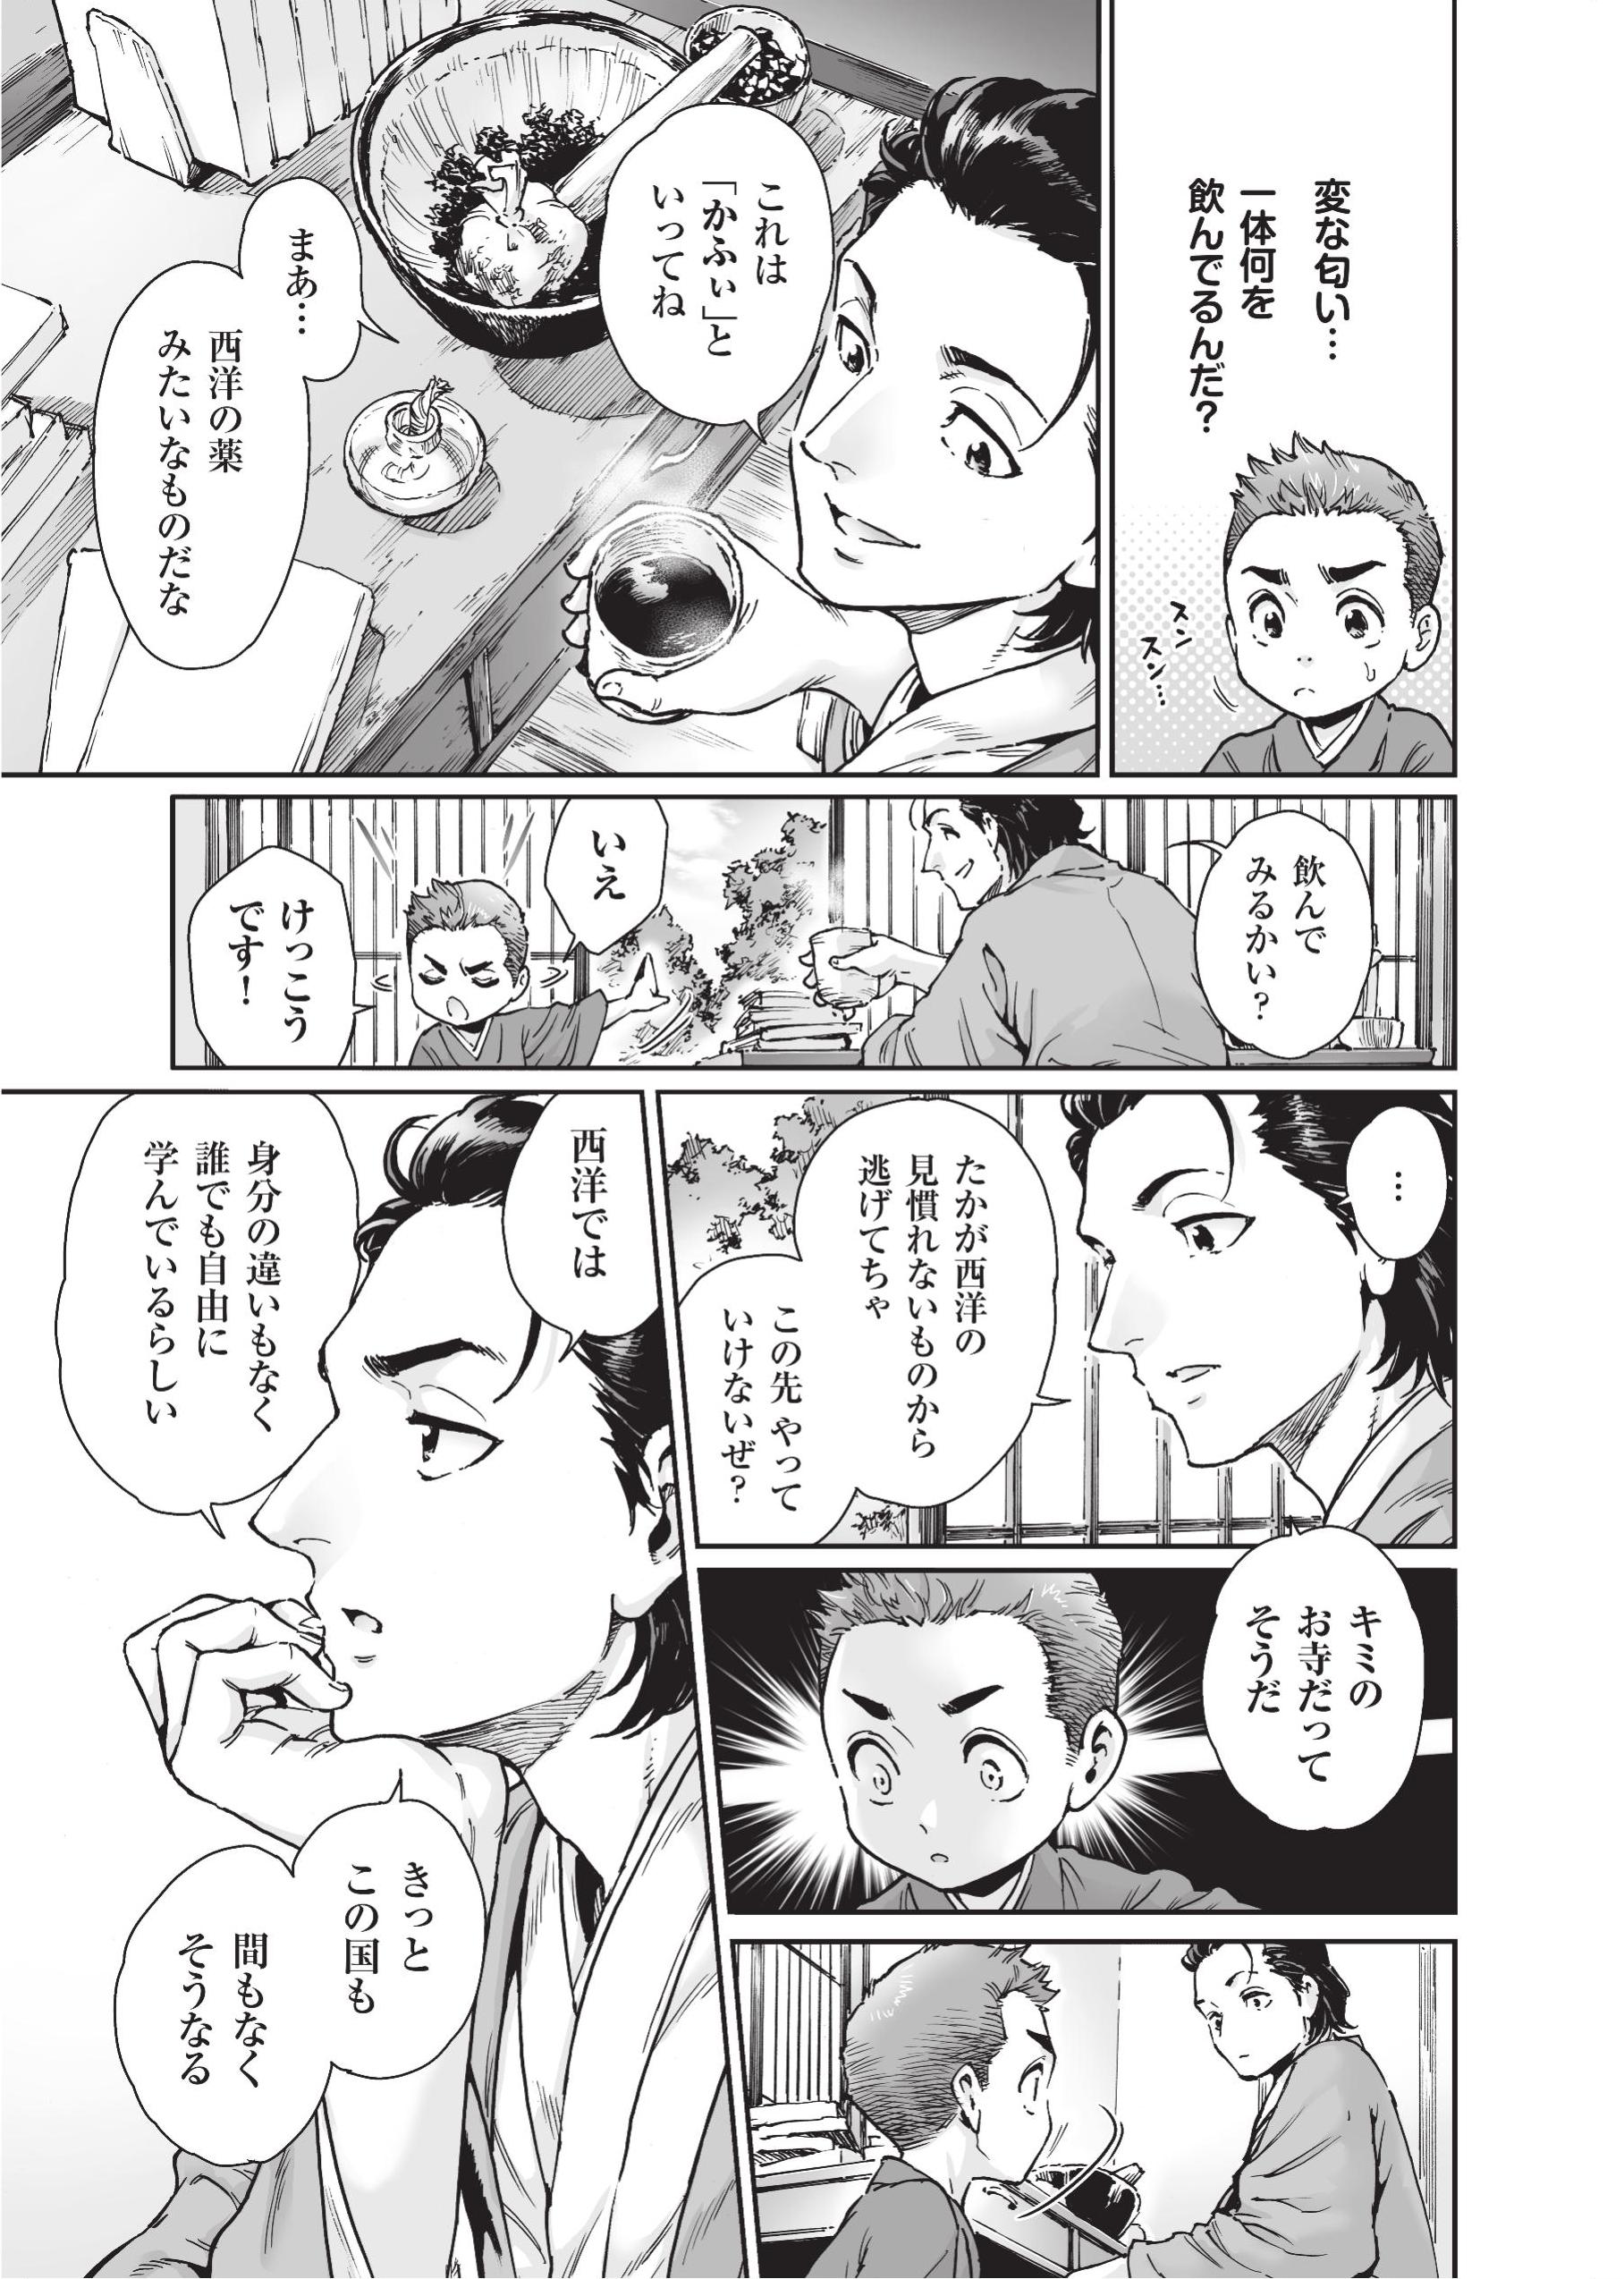 変な匂い…
一体何を
飲んでるんだ？
スン
スン…
これは
「かふぃ」と
いってね
まあ…
西洋の薬
みたいなものだな
飲んで
みるかい？
いえ
けっこう
です！
…
たかが西洋の
見慣れないものから
逃げてちゃ
この先 やって
いけないぜ？
キミの
お寺だって
そうだ
西洋では
身分の違いもなく
誰でも自由に
学んでいるらしい
きっと
この国も
間もなく
そうなる